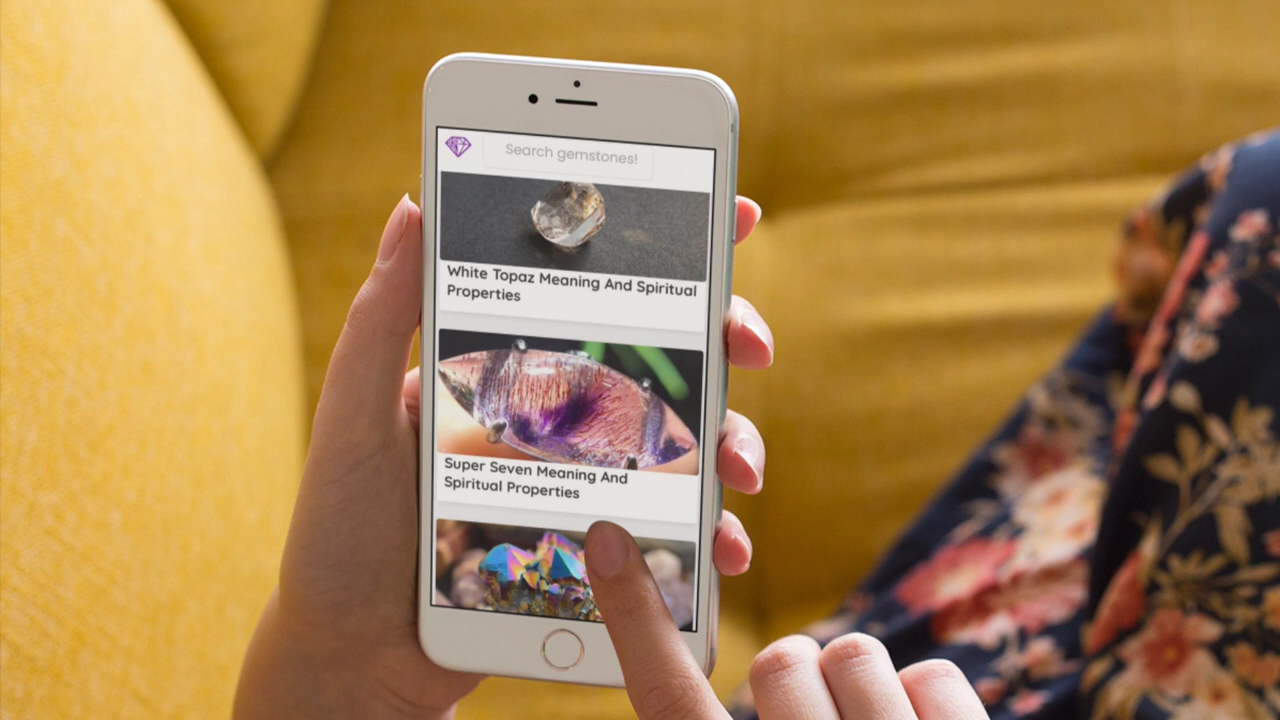 Search gemstones!
White Topaz Meaning And Spiritual
Properties
Super Seven Meaning And
Spiritual Properties